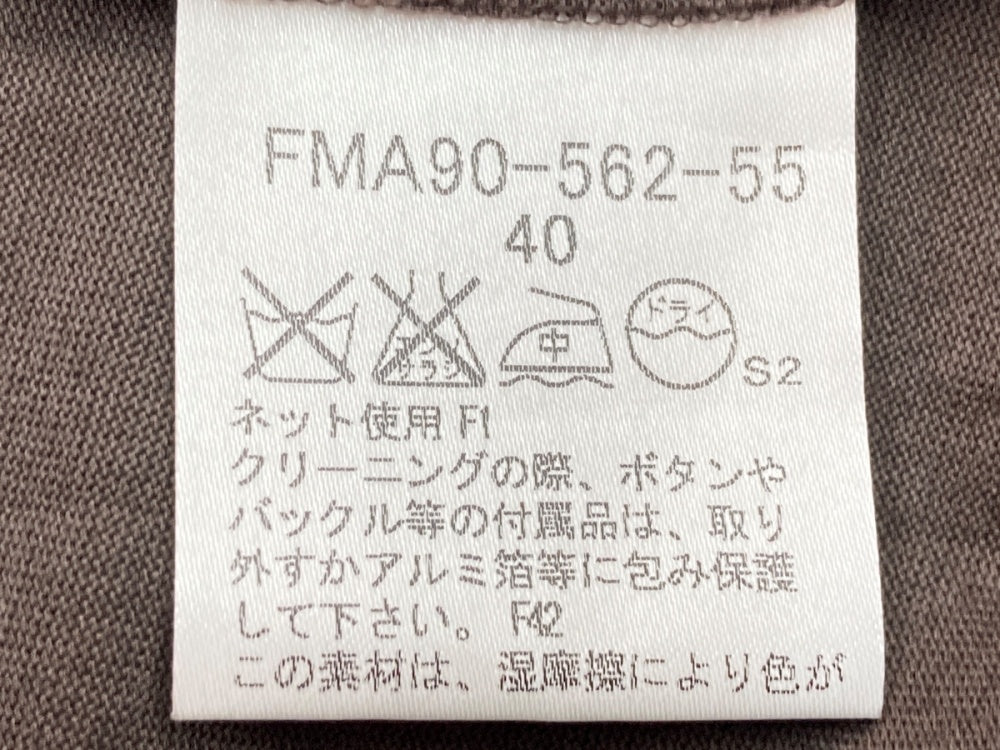 FMA90-562-55
40
エンソ
サラシ
中
ドライ
S2
ネット使用 F1
クリーニングの際、ボタンや
バックル等の付属品は、取り
外すかアルミ箔等に包み保護
して下さい。 F42
この素材は、湿摩擦により色が